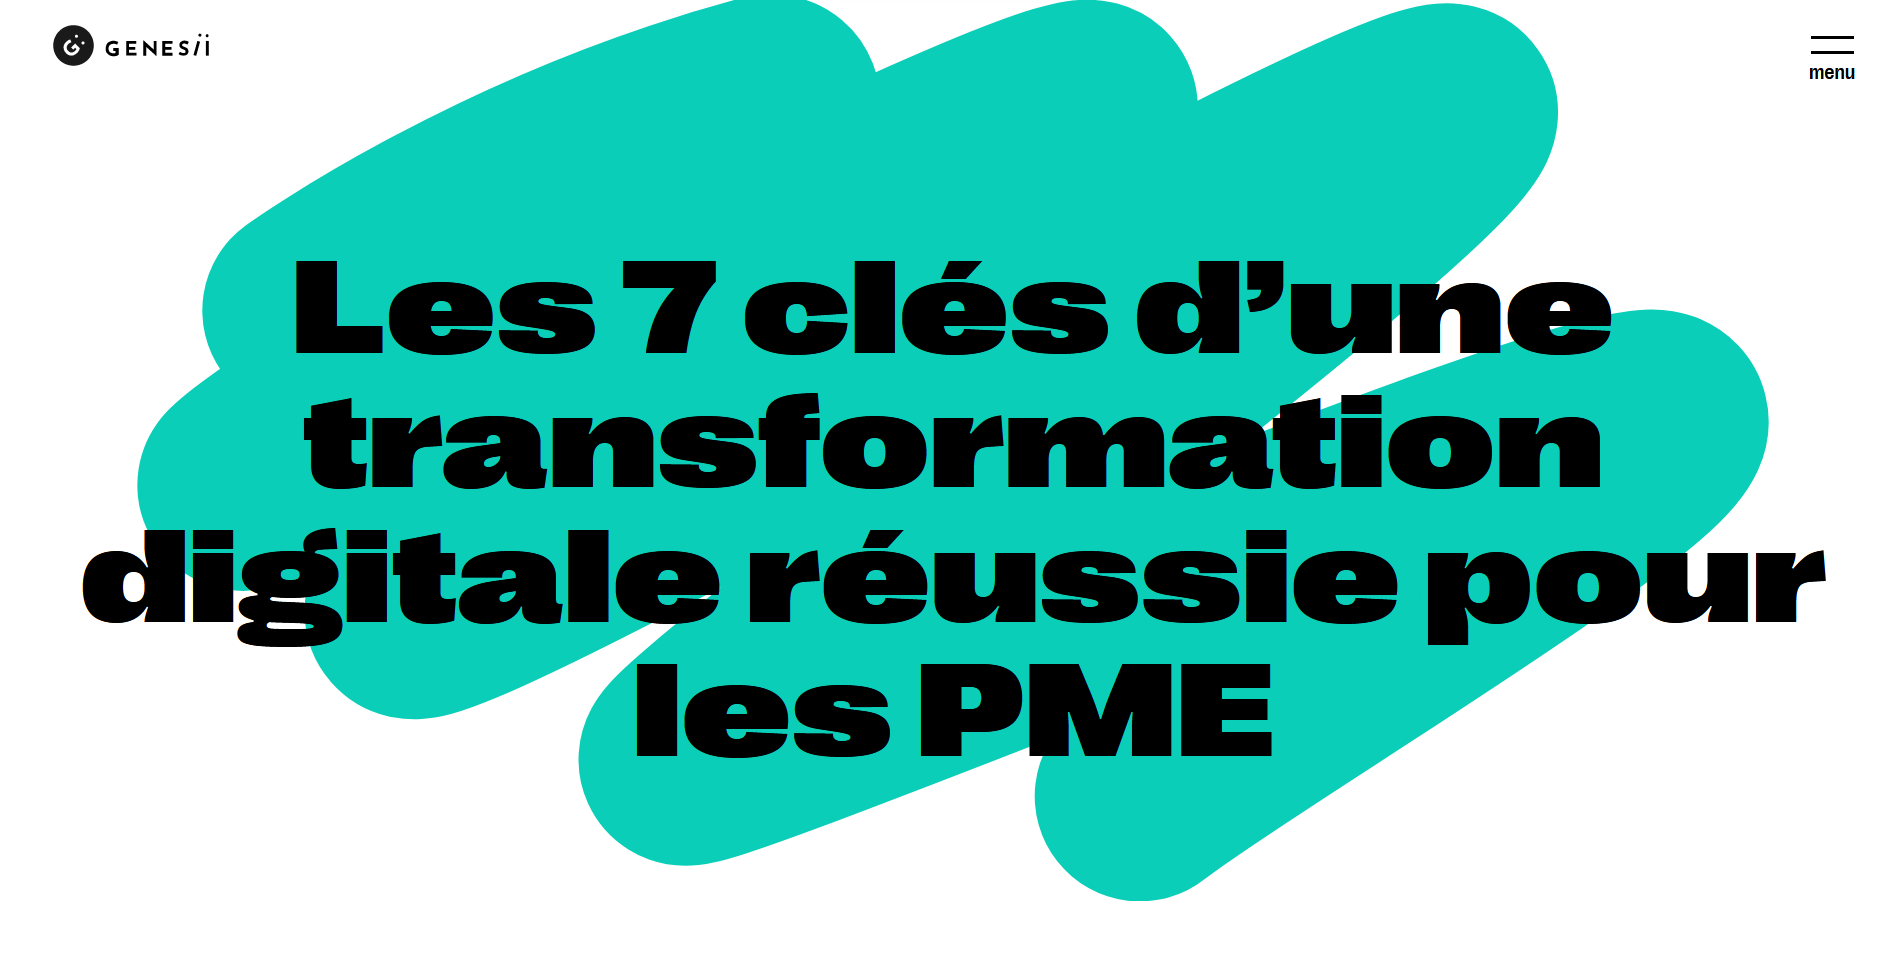 GENESii
menu
Les 7 clés d’une
transformation
digitale réussie pour
les PME